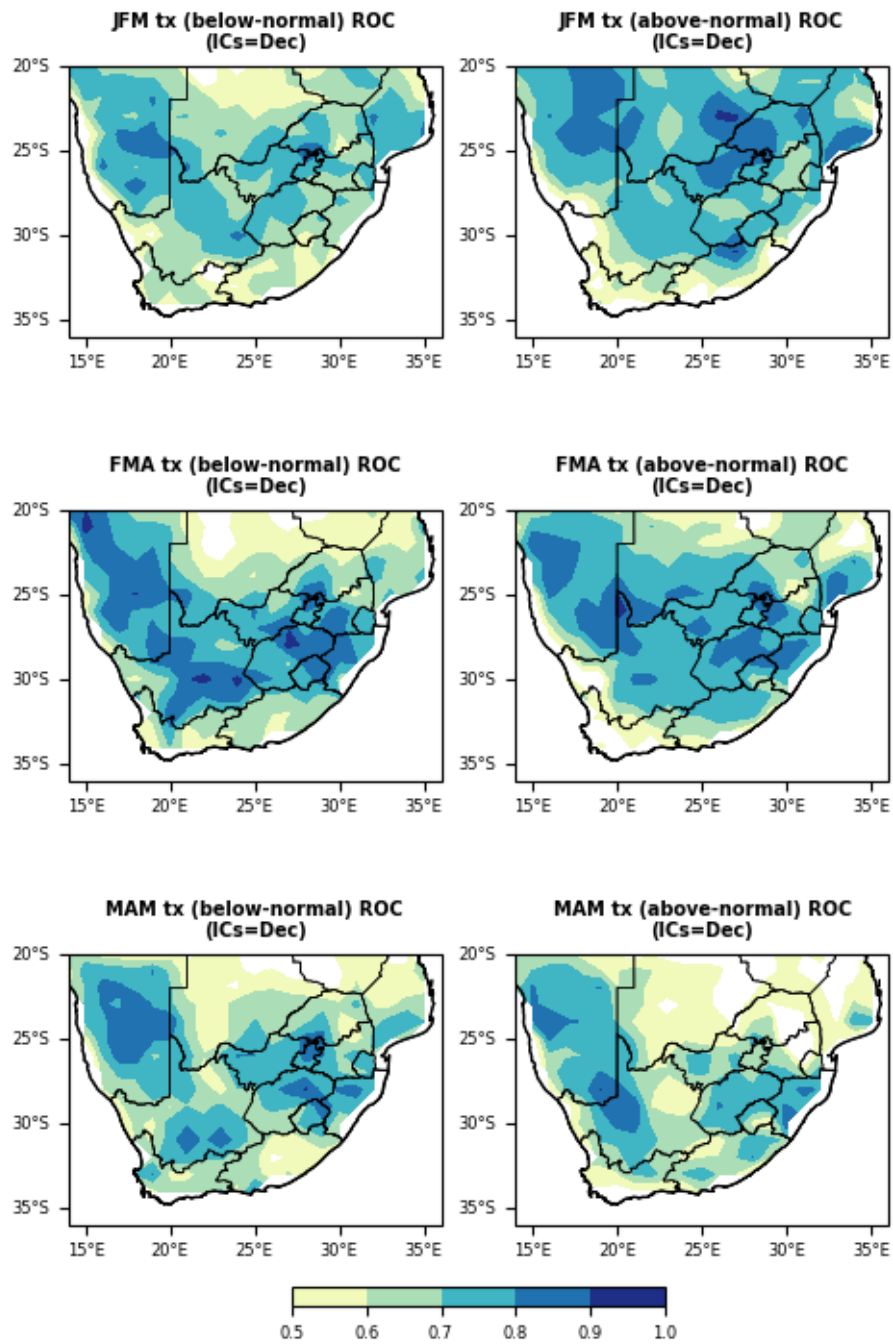 JFM tx (below-normal) ROC
(ICs=Dec)
JFM tx (above-normal) ROC
(ICs=Dec)
20°S
25°S
30°S
35°S
15°E 20°E 25°E 30°E 35°E
20°S
25°S
30°S
35°S
15°E 20°E 25°E 30°E 35°E
FMA tx (below-normal) ROC
(ICs=Dec)
FMA tx (above-normal) ROC
(ICs=Dec)
20°S
25°S
30°S
35°S
15°E 20°E 25°E 30°E 35°E
20°S
25°S
30°S
35°S
15°E 20°E 25°E 30°E 35°E
MAM tx (below-normal) ROC
(ICs=Dec)
MAM tx (above-normal) ROC
(ICs=Dec)
20°S
25°S
30°S
35°S
15°E 20°E 25°E 30°E 35°E
20°S
25°S
30°S
35°S
15°E 20°E 25°E 30°E 35°E
0.5 0.6 0.7 0.8 0.9 1.0